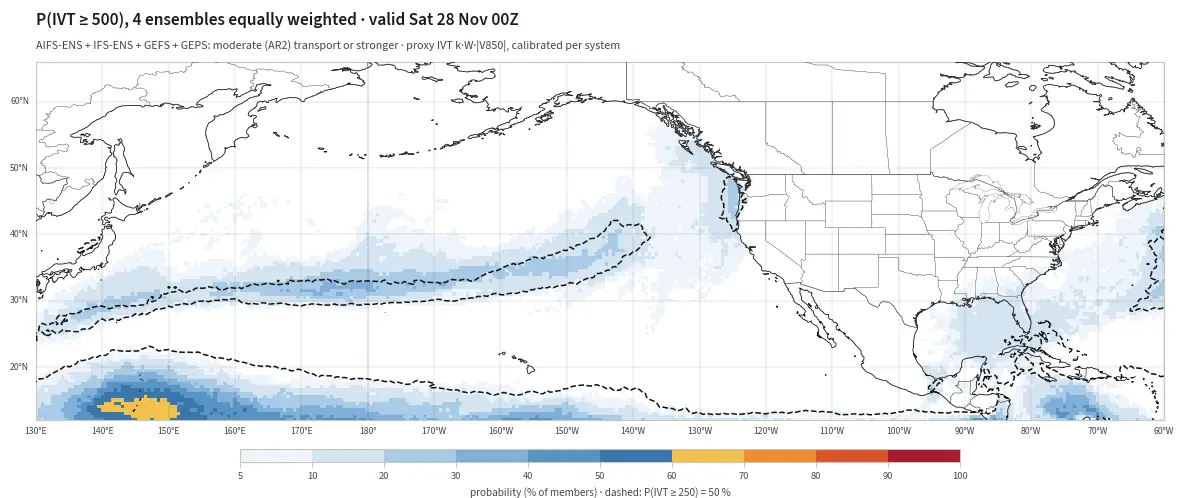 P(IVT ≥ 500), 4 ensembles equally weighted · valid Sat 28 Nov 00Z
AIFS-ENS + IFS-ENS + GEFS + GEPS: moderate (AR2) transport or stronger · proxy IVT k·W·|V850|, calibrated per system
60°N
50°N
40°N
30°N
20°N
130°E 140°E 150°E 160°E 170°E 180° 170°W 160°W 150°W 140°W 130°W 120°W 110°W 100°W 90°W 80°W 70°W 60°W
5 10 20 30 40 50 60 70 80 90 100
probability (% of members) · dashed: P(IVT ≥ 250) = 50 %